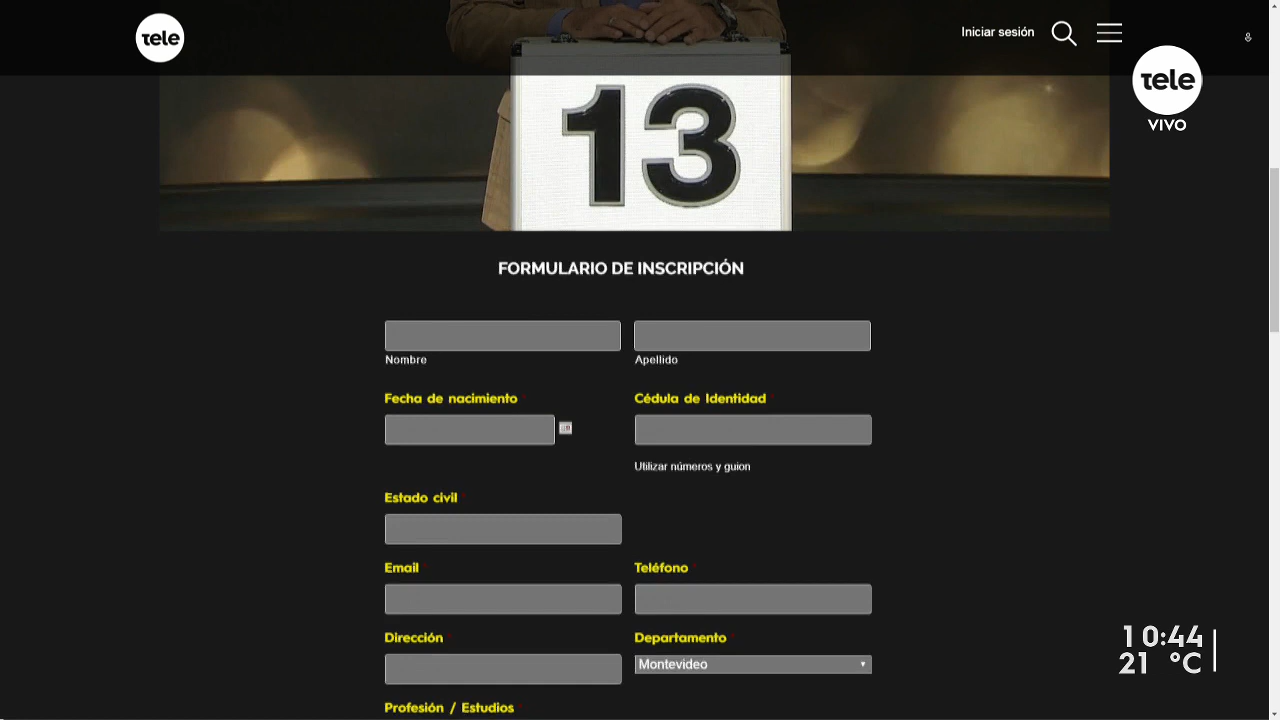 tele
Iniciar sesión
tele
VIVO
13
FORMULARIO DE INSCRIPCIÓN
Nombre
Apellido
Fecha de nacimiento *
Cédula de Identidad *
Utilizar números y guion
Estado civil *
Email *
Teléfono *
Dirección *
Departamento *
Montevideo
10:44
21 °C
Profesión / Estudios *